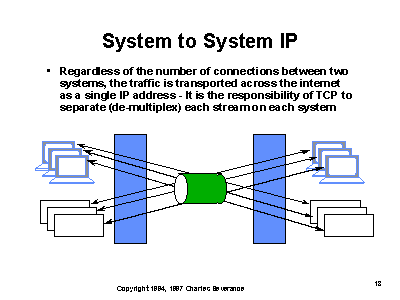 System to System IP
• Regardless of the number of connections between two
systems, the traffic is transported across the internet
as a single IP address - It is the responsibility of TCP to
separate (de-multiplex) each stream on each system
Copyright 1994, 1997 Charles Severance
18